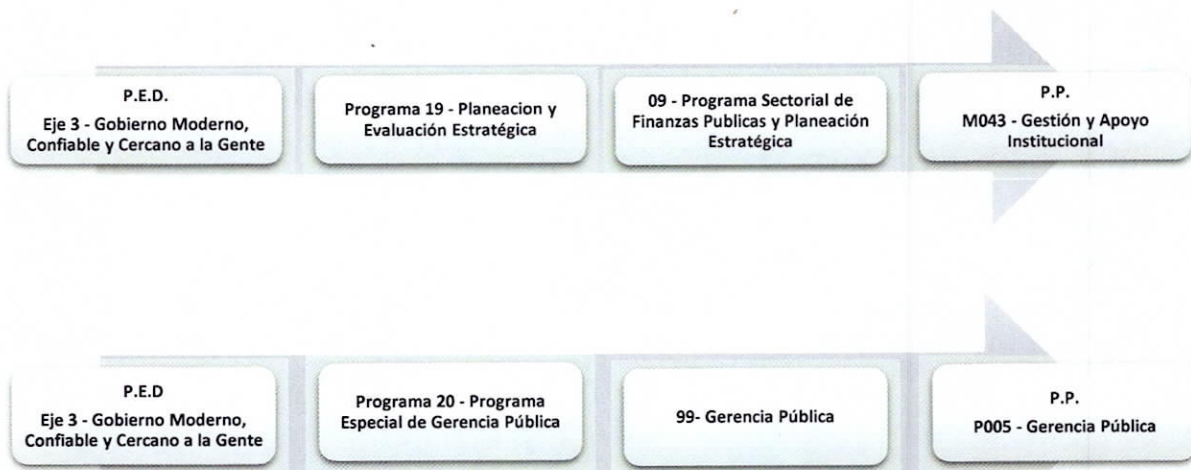 P.E.D.
Eje 3 - Gobierno Moderno,
Confiable y Cercano a la Gente
Programa 19 - Planeacion y
Evaluación Estratégica
09 - Programa Sectorial de
Finanzas Publicas y Planeación
Estratégica
P.P.
M043 - Gestión y Apoyo
Institucional
P.E.D
Eje 3 - Gobierno Moderno,
Confiable y Cercano a la Gente
Programa 20 - Programa
Especial de Gerencia Pública
99- Gerencia Pública
P.P.
P005 - Gerencia Pública